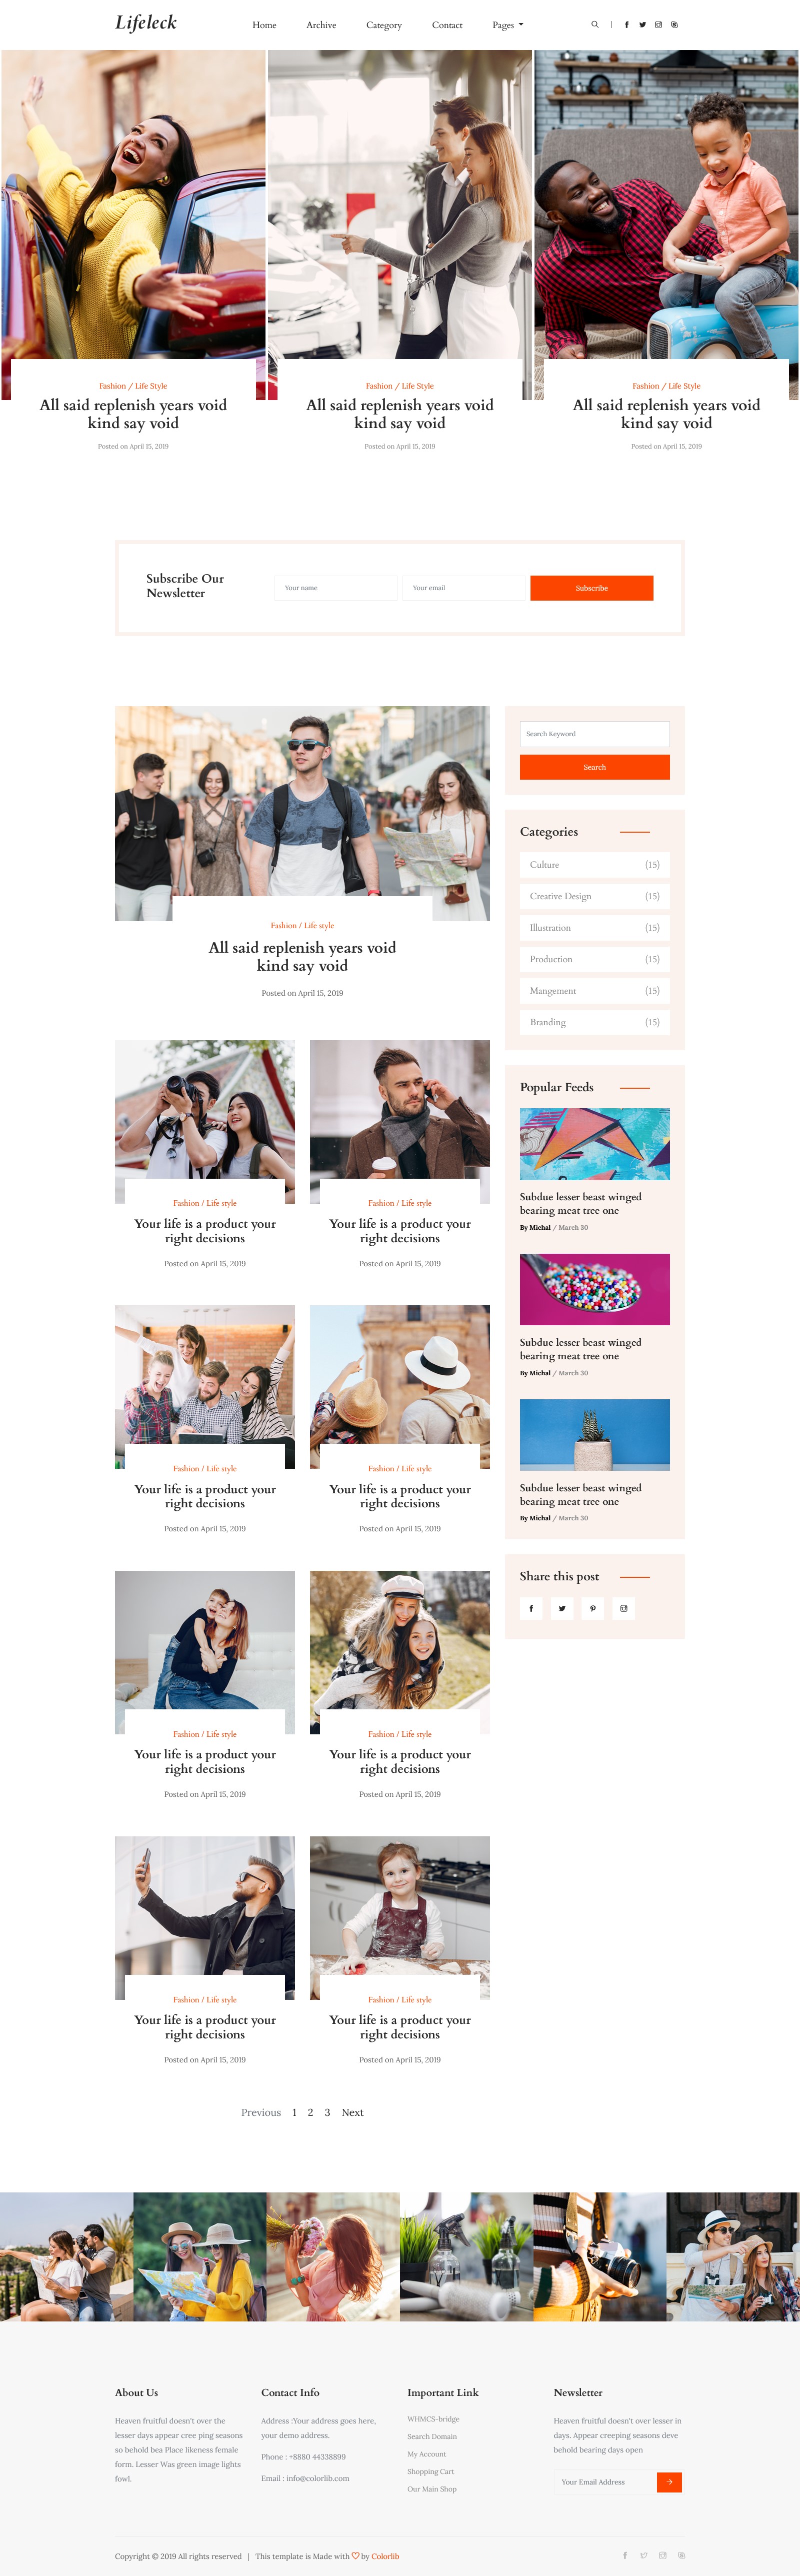 Lifeleck
Home Archive Category Contact Pages
Fashion / Life Style
All said replenish years void
kind say void
Posted on April 15, 2019
Fashion / Life Style
All said replenish years void
kind say void
Posted on April 15, 2019
Fashion / Life Style
All said replenish years void
kind say void
Posted on April 15, 2019
Subscribe Our
Newsletter
Your name
Your email
Subscribe
Fashion / Life style
All said replenish years void
kind say void
Posted on April 15, 2019
Fashion / Life style
Your life is a product your
right decisions
Posted on April 15, 2019
Fashion / Life style
Your life is a product your
right decisions
Posted on April 15, 2019
Fashion / Life style
Your life is a product your
right decisions
Posted on April 15, 2019
Fashion / Life style
Your life is a product your
right decisions
Posted on April 15, 2019
Fashion / Life style
Your life is a product your
right decisions
Posted on April 15, 2019
Fashion / Life style
Your life is a product your
right decisions
Posted on April 15, 2019
Fashion / Life style
Your life is a product your
right decisions
Posted on April 15, 2019
Fashion / Life style
Your life is a product your
right decisions
Posted on April 15, 2019
Previous 1 2 3 Next
Search Keyword
Search
Categories
Culture (15)
Creative Design (15)
Illustration (15)
Production (15)
Mangement (15)
Branding (15)
Popular Feeds
Subdue lesser beast winged
bearing meat tree one
By Michal / March 30
Subdue lesser beast winged
bearing meat tree one
By Michal / March 30
Subdue lesser beast winged
bearing meat tree one
By Michal / March 30
Share this post
About Us
Heaven fruitful doesn't over the
lesser days appear cree ping seasons
so behold bea Place likeness female
form. Lesser Was green image lights
fowl.
Contact Info
Address :Your address goes here,
your demo address.
Phone : +8880 44338899
Email : info@colorlib.com
Important Link
WHMCS-bridge
Search Domain
My Account
Shopping Cart
Our Main Shop
Newsletter
Heaven fruitful doesn't over lesser in
days. Appear creeping seasons deve
behold bearing days open
Your Email Address
Copyright © 2019 All rights reserved | This template is Made with ♡ by Colorlib